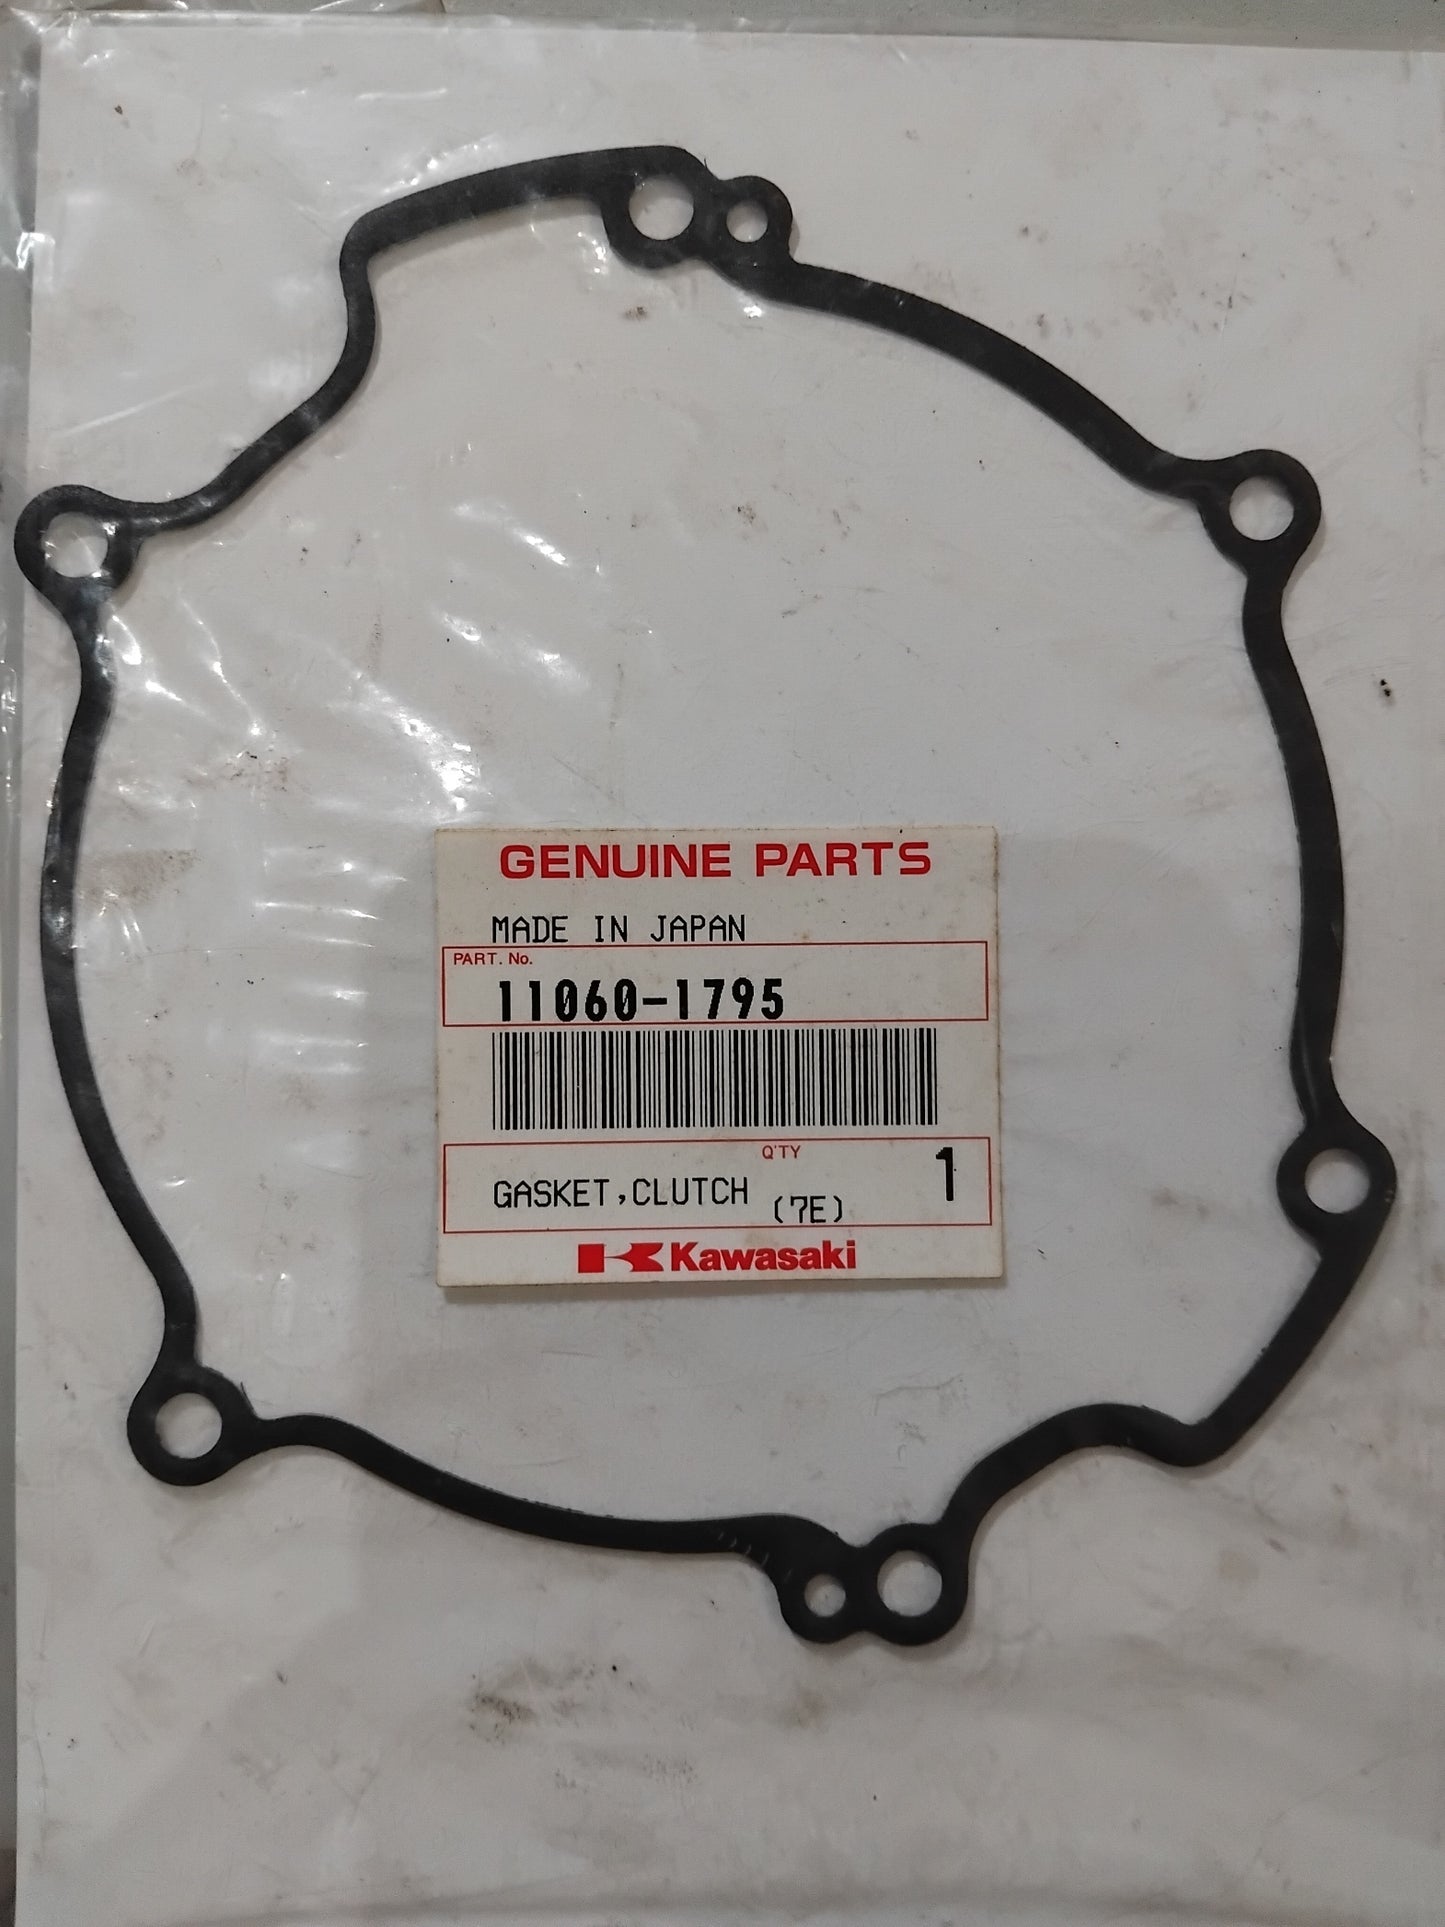 GENUINE PARTS
MADE IN JAPAN
PART. No.
11060-1795
Q'TY
GASKET,CLUTCH (7E) 1
Kawasaki